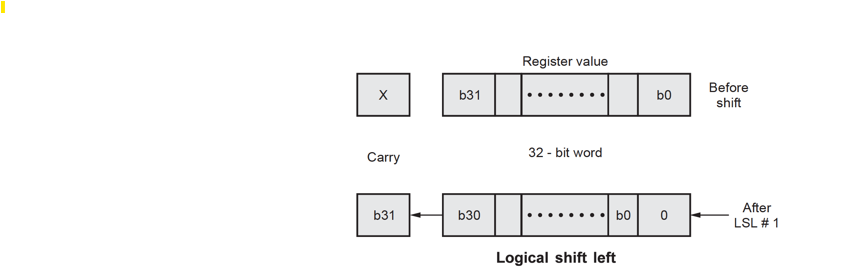 Register value
X b31 • • • • • • • • b0 Before
shift
Carry 32 - bit word
b31 b30 • • • • • • • • b0 0 After
LSL # 1
Logical shift left